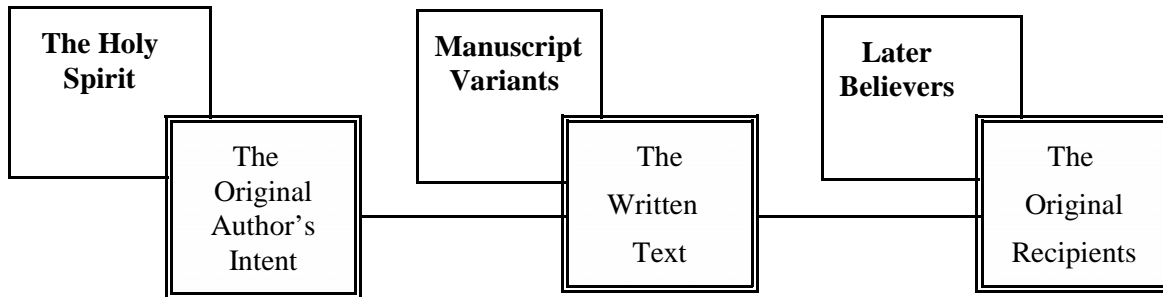 The Holy
Spirit
The
Original
Author’s
Intent
Manuscript
Variants
The
Written
Text
Later
Believers
The
Original
Recipients